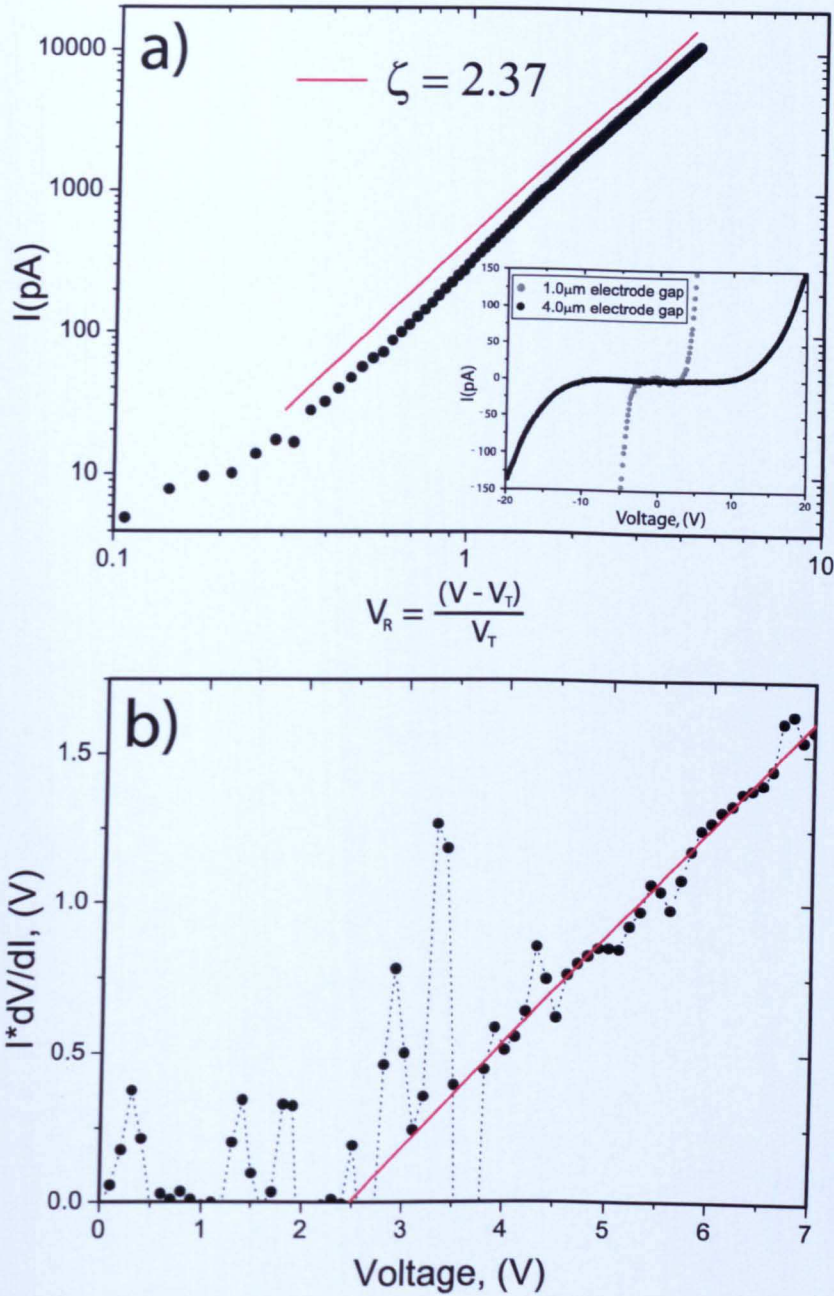 a)
ζ = 2.37
10000
1000
100
10
I(pA)
0.1
1
10
1.0μm electrode gap
4.0μm electrode gap
150
100
50
0
-50
-100
-150
I(pA)
-20
-10
0
10
20
Voltage, (V)
V_R = (V - V_T) / V_T
b)
1.5
1.0
0.5
0.0
I*dV/dI, (V)
0
1
2
3
4
5
6
7
Voltage, (V)